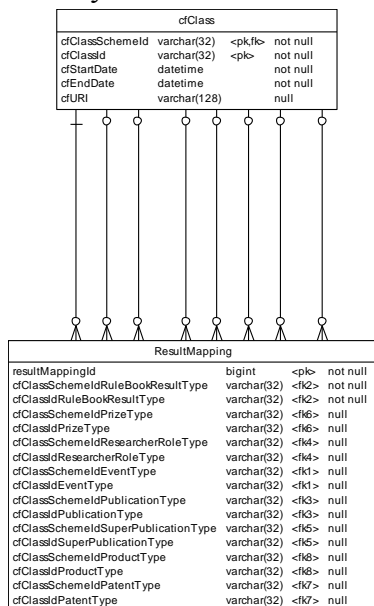 cfClass
cfClassSchemeId varchar(32) <pk,fk> not null
cfClassId varchar(32) <pk> not null
cfStartDate datetime not null
cfEndDate datetime not null
cfURI varchar(128) null
ResultMapping
resultMappingId bigint <pk> not null
cfClassSchemeIdRuleBookResultType varchar(32) <fk2> not null
cfClassIdRuleBookResultType varchar(32) <fk2> not null
cfClassSchemeIdPrizeType varchar(32) <fk6> null
cfClassIdPrizeType varchar(32) <fk6> null
cfClassSchemeIdResearcherRoleType varchar(32) <fk4> null
cfClassIdResearcherRoleType varchar(32) <fk4> null
cfClassSchemeIdEventType varchar(32) <fk1> null
cfClassIdEventType varchar(32) <fk1> null
cfClassSchemeIdPublicationType varchar(32) <fk3> null
cfClassIdPublicationType varchar(32) <fk3> null
cfClassSchemeIdSuperPublicationType varchar(32) <fk5> null
cfClassIdSuperPublicationType varchar(32) <fk5> null
cfClassSchemeIdProductType varchar(32) <fk8> null
cfClassIdProductType varchar(32) <fk8> null
cfClassSchemeIdPatentType varchar(32) <fk7> null
cfClassIdPatentType varchar(32) <fk7> null